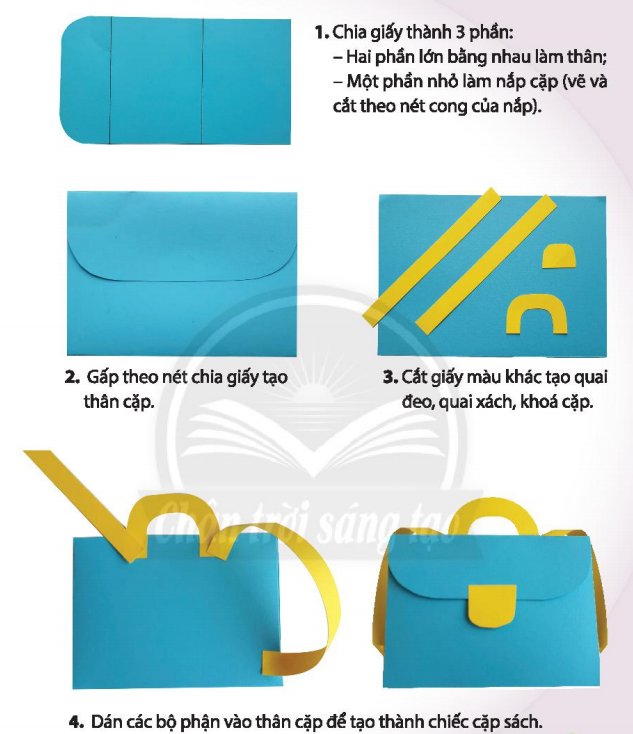 1. Chia giấy thành 3 phần:
– Hai phần lớn bằng nhau làm thân;
– Một phần nhỏ làm nắp cặp (vẽ và
cắt theo nét cong của nắp).
2. Gấp theo nét chia giấy tạo
thân cặp.
3. Cắt giấy màu khác tạo quai
đeo, quai xách, khoá cặp.
Chân trời sáng tạo
4. Dán các bộ phận vào thân cặp để tạo thành chiếc cặp sách.